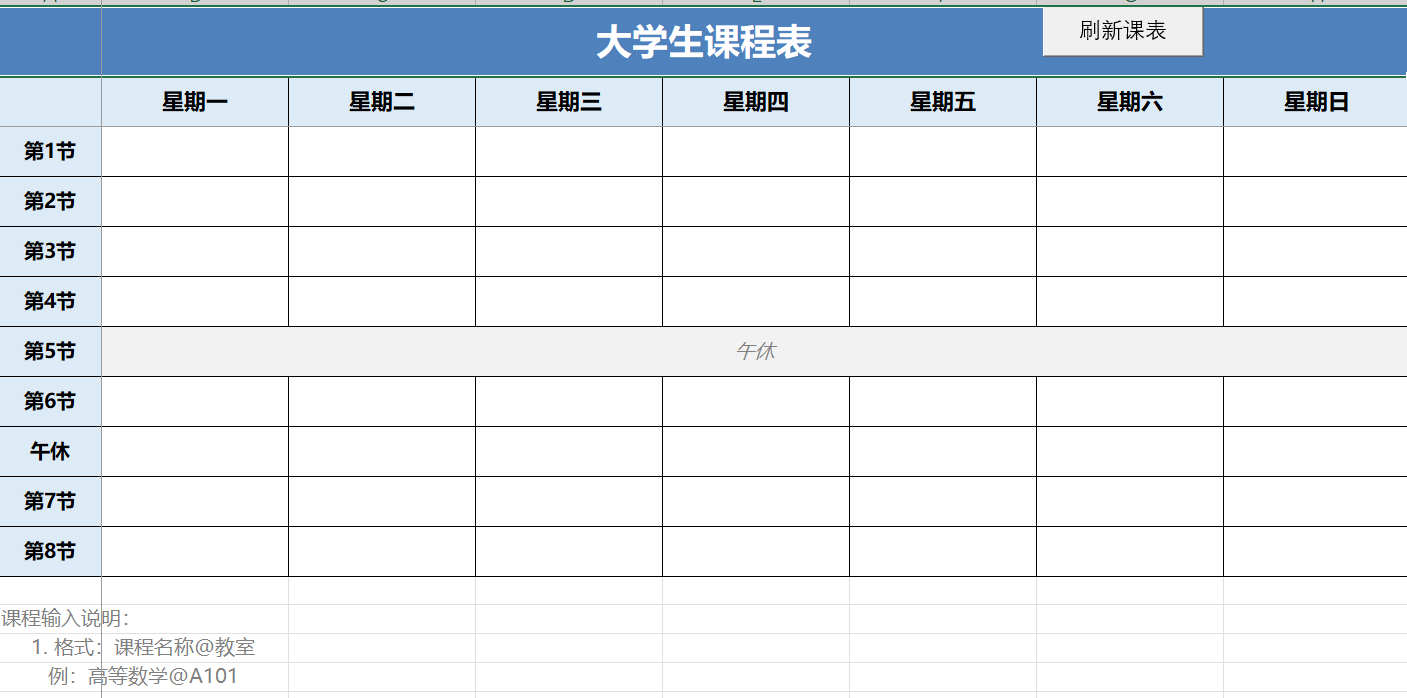 大学生课程表
刷新课表
星期一 星期二 星期三 星期四 星期五 星期六 星期日
第1节
第2节
第3节
第4节
第5节 午休
第6节
午休
第7节
第8节
课程输入说明：
1. 格式：课程名称@教室
例：高等数学@A101